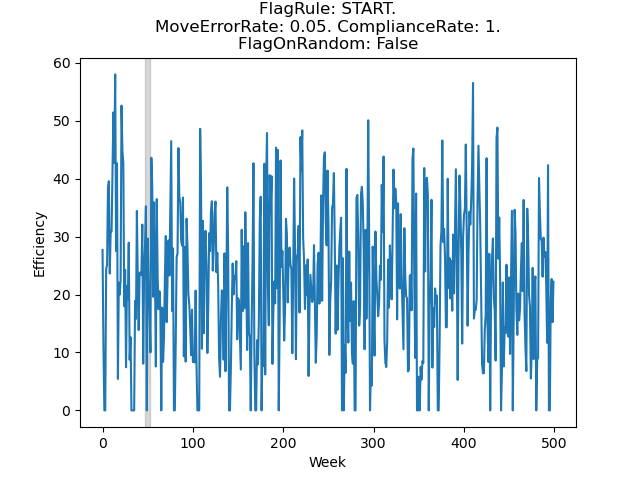 FlagRule: START.
MoveErrorRate: 0.05. ComplianceRate: 1.
FlagOnRandom: False
60
50
40
30
20
10
0
Efficiency
0 100 200 300 400 500
Week